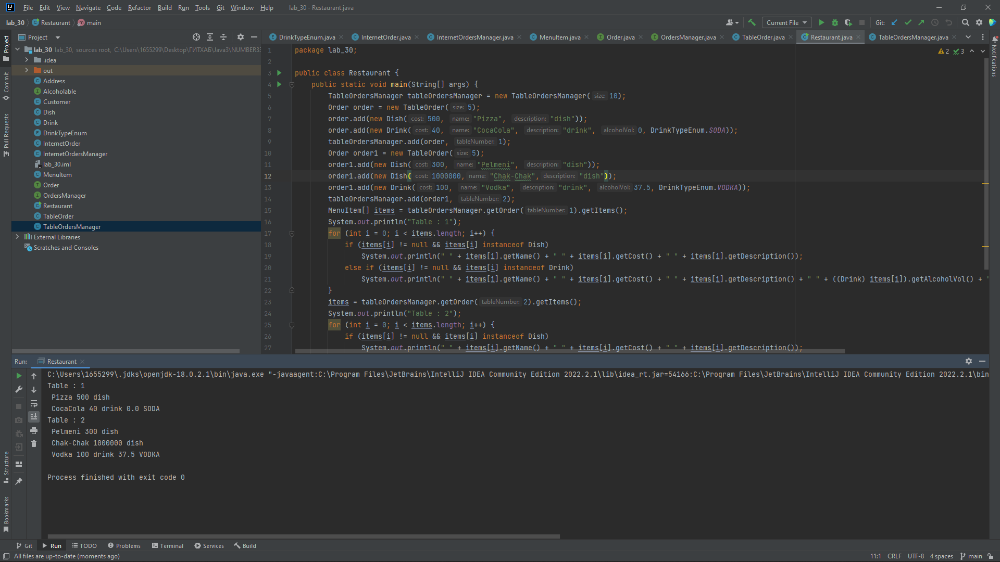 File Edit View Navigate Code Refactor Build Run Tools Git Window Help lab_30 - Restaurant.java
lab_30 Restaurant main Current File Git:
Project
DrinkTypeEnum.java InternetOrder.java InternetOrdersManager.java MenuItem.java Order.java OrdersManager.java TableOrder.java Restaurant.java TableOrdersManager.java
lab_30 lab_30, sources root, C:\Users\1655299\Desktop\ГИТХАБ\Java3\NUMBER33
.idea
out
Address
Alcoholable
Customer
Dish
Drink
DrinkTypeEnum
InternetOrder
InternetOrdersManager
lab_30.iml
MenuItem
Order
OrdersManager
Restaurant
TableOrder
TableOrdersManager
External Libraries
Scratches and Consoles
Project
Commit
Pull Requests
Structure
Bookmarks
Notifications
2 3
1 package lab_30;
2
3 public class Restaurant {
4 public static void main(String[] args) {
5 TableOrdersManager tableOrdersManager = new TableOrdersManager( size: 10);
6 Order order = new TableOrder( size: 5);
7 order.add(new Dish( cost: 500, name: "Pizza", description: "dish"));
8 order.add(new Drink( cost: 40, name: "CocaCola", description: "drink", alcoholVol: 0, DrinkTypeEnum.SODA));
9 tableOrdersManager.add(order, tableNumber: 1);
10 Order order1 = new TableOrder( size: 5);
11 order1.add(new Dish( cost: 300, name: "Pelmeni", description: "dish"));
12 order1.add(new Dish( cost: 1000000, name: "Chak-Chak", description: "dish"));
13 order1.add(new Drink( cost: 100, name: "Vodka", description: "drink", alcoholVol: 37.5, DrinkTypeEnum.VODKA));
14 tableOrdersManager.add(order1, tableNumber: 2);
15 MenuItem[] items = tableOrdersManager.getOrder( tableNumber: 1).getItems();
16 System.out.println("Table : 1");
17 for (int i = 0; i < items.length; i++) {
18 if (items[i] != null && items[i] instanceof Dish)
19 System.out.println(" " + items[i].getName() + " " + items[i].getCost() + " " + items[i].getDescription());
20 else if (items[i] != null && items[i] instanceof Drink)
21 System.out.println(" " + items[i].getName() + " " + items[i].getCost() + " " + items[i].getDescription() + " " + ((Drink) items[i]).getAlcoholVol() + "
22 }
23 items = tableOrdersManager.getOrder( tableNumber: 2).getItems();
24 System.out.println("Table : 2");
25 for (int i = 0; i < items.length; i++) {
26 if (items[i] != null && items[i] instanceof Dish)
27 System.out.println(" " + items[i].getName() + " " + items[i].getCost() + " " + items[i].getDescription());
Run: Restaurant
C:\Users\1655299\.jdks\openjdk-18.0.2.1\bin\java.exe "-javaagent:C:\Program Files\JetBrains\IntelliJ IDEA Community Edition 2022.2.1\lib\idea_rt.jar=54166:C:\Program Files\JetBrains\IntelliJ IDEA Community Edition 2022.2.1\bin
Table : 1
Pizza 500 dish
CocaCola 40 drink 0.0 SODA
Table : 2
Pelmeni 300 dish
Chak-Chak 1000000 dish
Vodka 100 drink 37.5 VODKA
Process finished with exit code 0
Git Run TODO Problems Terminal Services Build
All files are up-to-date (moments ago) 11:1 CRLF UTF-8 4 spaces main